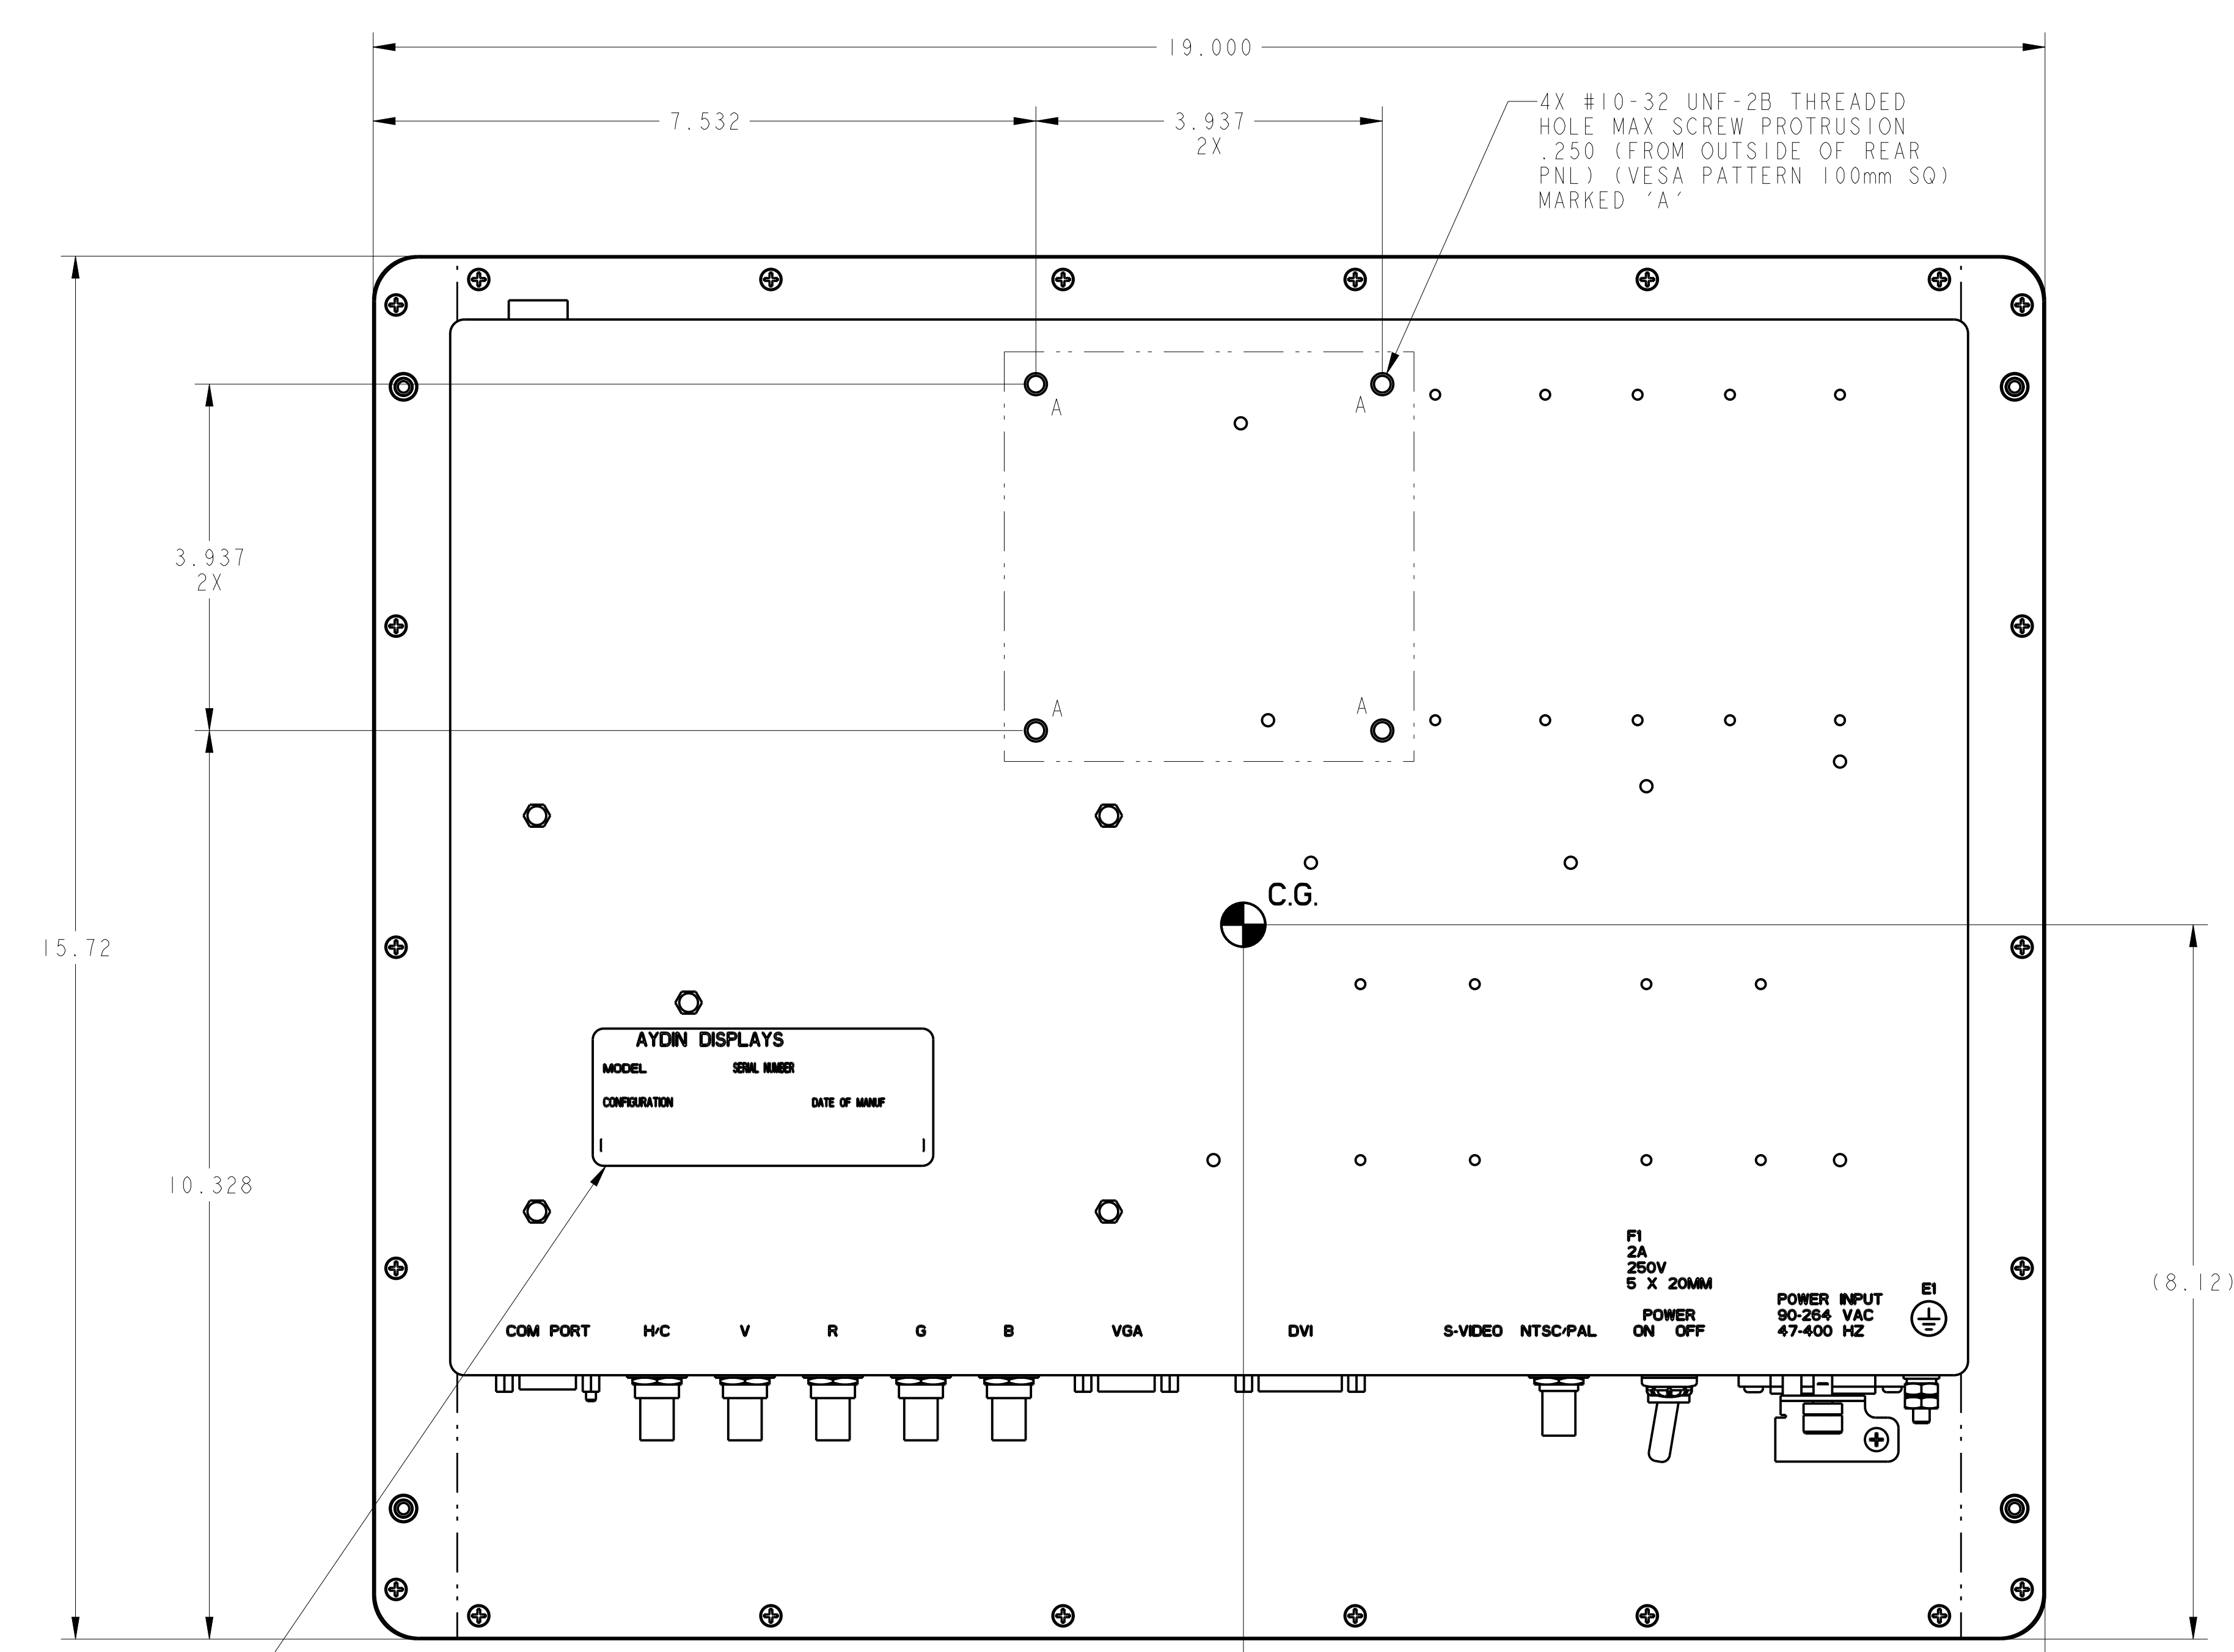 19.000
7.532
3.937
2X
4X #10-32 UNF-2B THREADED
HOLE MAX SCREW PROTRUSION
.250 (FROM OUTSIDE OF REAR
PNL) (VESA PATTERN 100mm SQ)
MARKED 'A'
A
A
3.937
2X
A
A
C.G.
15.72
AYDIN DISPLAYS
MODEL
SERIAL NUMBER
CONFIGURATION
DATE OF MANUF
10.328
(8.12)
F1
2A
250V
5 X 20MM
POWER
ON OFF
POWER INPUT
90-264 VAC
47-400 HZ
E1
COM PORT
H/C
V
R
G
B
VGA
DVI
S-VIDEO
NTSC/PAL